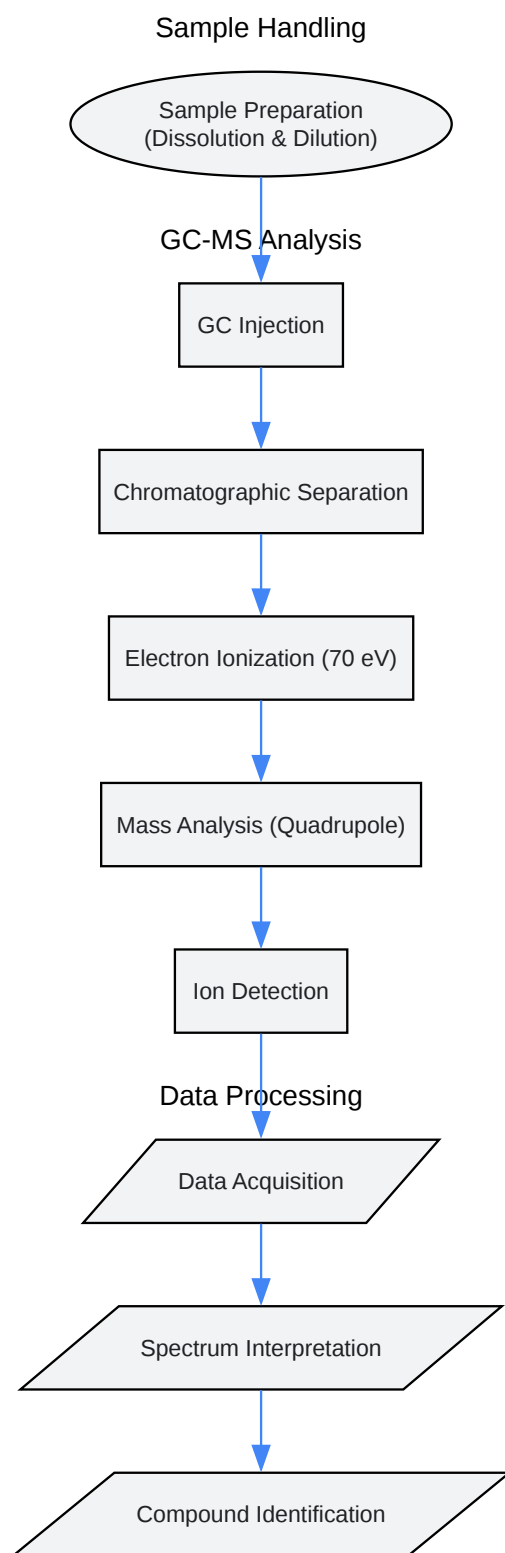 Sample Handling
Sample Preparation
(Dissolution & Dilution)
GC-MS Analysis
GC Injection
Chromatographic Separation
Electron Ionization (70 eV)
Mass Analysis (Quadrupole)
Ion Detection
Data Processing
Data Acquisition
Spectrum Interpretation
Compound Identification